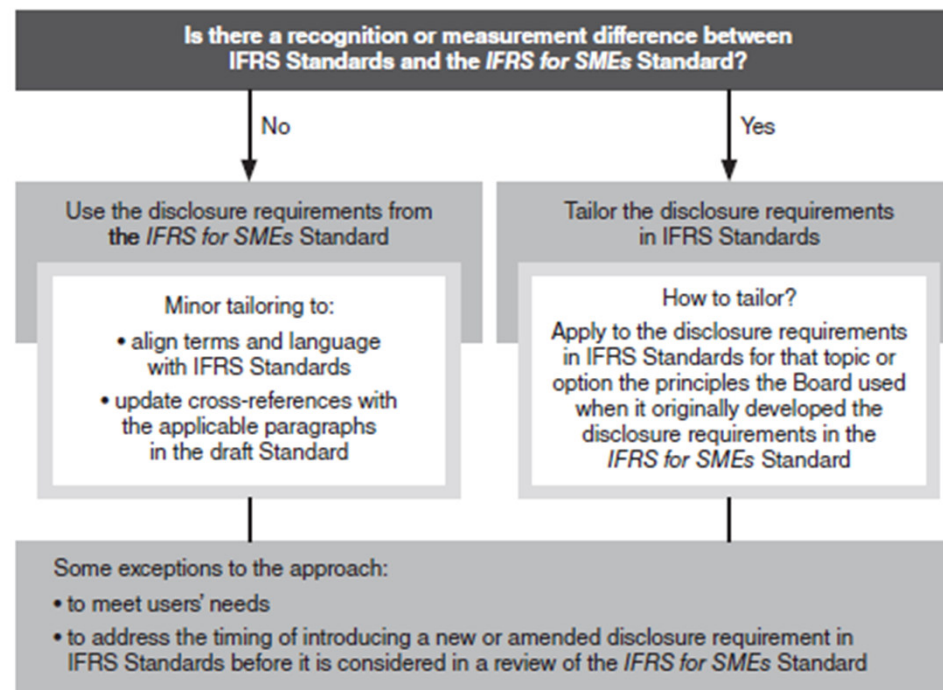 Is there a recognition or measurement difference between
IFRS Standards and the IFRS for SMEs Standard?
No
Yes
Use the disclosure requirements from
the IFRS for SMEs Standard
Minor tailoring to:
• align terms and language
with IFRS Standards
• update cross-references with
the applicable paragraphs
in the draft Standard
Tailor the disclosure requirements
in IFRS Standards
How to tailor?
Apply to the disclosure requirements
in IFRS Standards for that topic or
option the principles the Board used
when it originally developed the
disclosure requirements in the
IFRS for SMEs Standard
Some exceptions to the approach:
• to meet users' needs
• to address the timing of introducing a new or amended disclosure requirement in
IFRS Standards before it is considered in a review of the IFRS for SMEs Standard